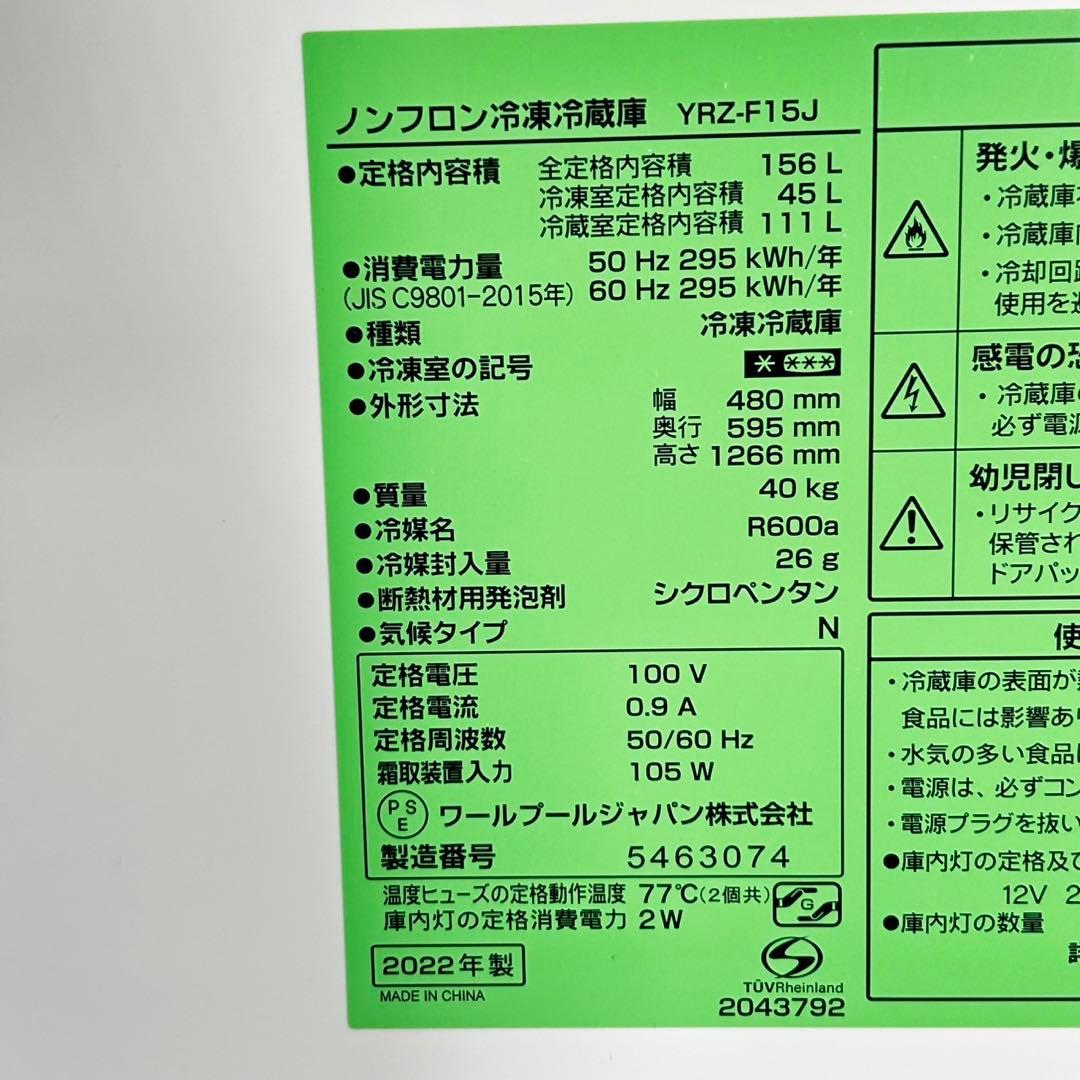 ノンフロン冷凍冷蔵庫 YRZ-F15J
●定格内容積 全定格内容積 156 L
冷凍室定格内容積 45 L
冷蔵室定格内容積 111 L
●消費電力量 50 Hz 295 kWh/年
(JIS C9801-2015年) 60 Hz 295 kWh/年
●種類 冷凍冷蔵庫
●冷凍室の記号 * ***
●外形寸法 幅 480 mm
奥行 595 mm
高さ 1266 mm
●質量 40 kg
●冷媒名 R600a
●冷媒封入量 26 g
●断熱材用発泡剤 シクロペンタン
●気候タイプ N
定格電圧 100 V
定格電流 0.9 A
定格周波数 50/60 Hz
霜取装置入力 105 W
PSE ワールプールジャパン株式会社
製造番号 5463074
温度ヒューズの定格動作温度 77℃(2個共)
庫内灯の定格消費電力 2W
G
2022年製
MADE IN CHINA
TÜVRheinland
2043792
発火・爆
・冷蔵庫
・冷蔵庫
・冷却回路
使用を
感電の恐
・冷蔵庫の
必ず電源
幼児閉じ
・リサイク
保管され
ドアパッ
使
・冷蔵庫の表面が
食品には影響あり
・水気の多い食品
・電源は、必ずコン
・電源プラグを抜い
●庫内灯の定格及び
12V 2
●庫内灯の数量